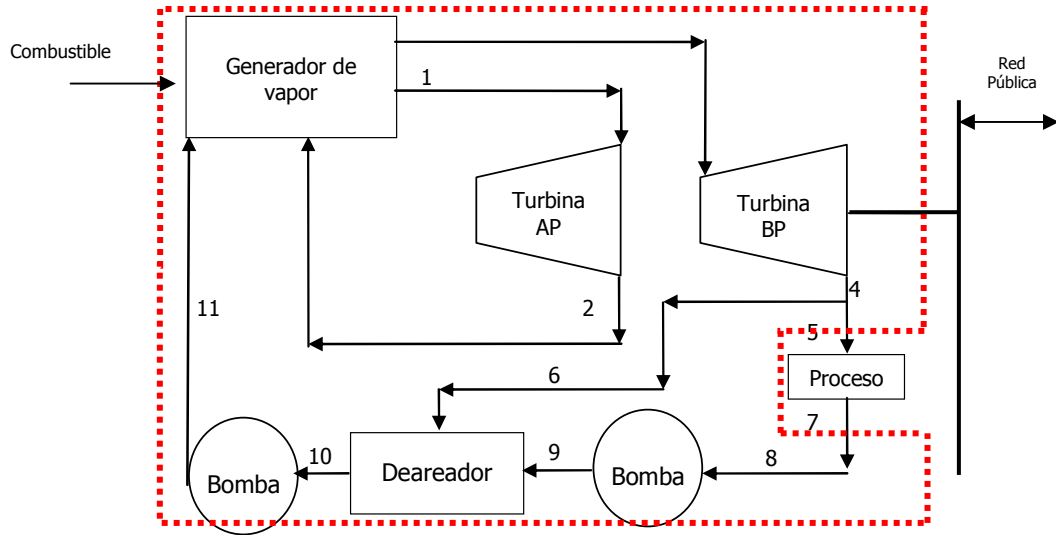 Combustible
Generador de
vapor
1
Red
Pública
Turbina
AP
Turbina
BP
11
2
4
5
6
Proceso
7
10
Deareador
9
8
Bomba
Bomba